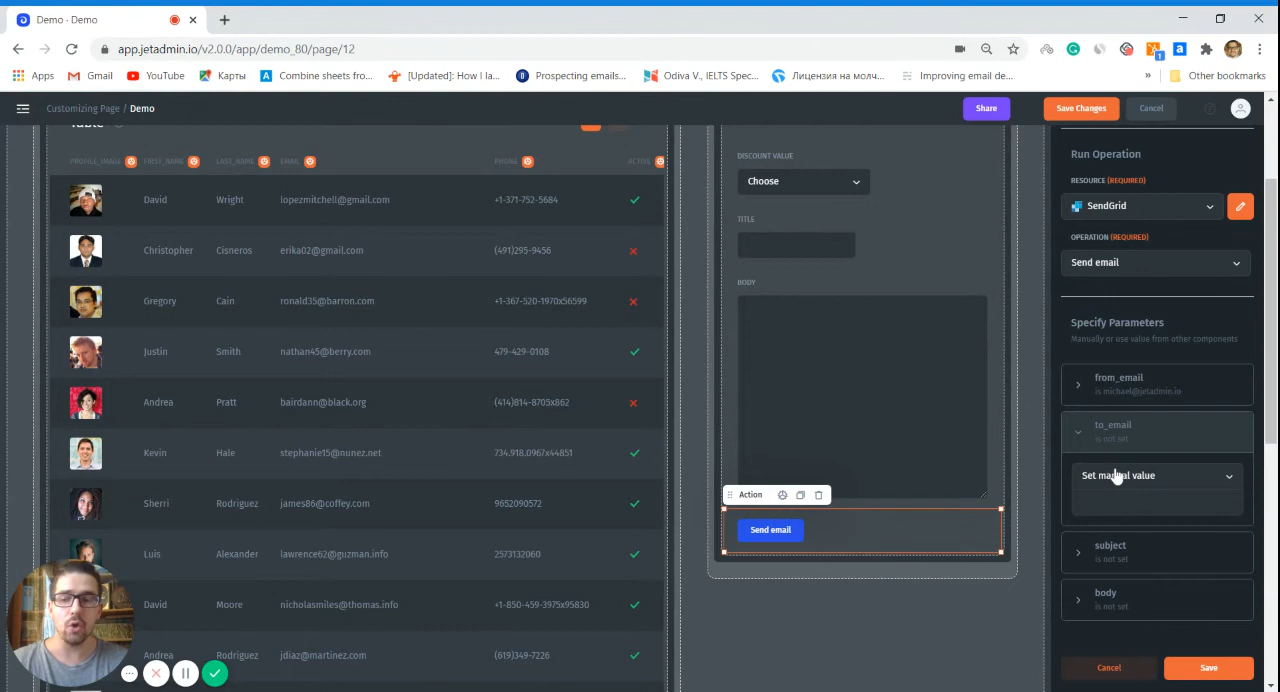 Demo · Demo
app.jetadmin.io/v2.0.0/app/demo_80/page/12
Apps
Gmail
YouTube
Карты
Combine sheets fro...
[Updated]: How I la...
Prospecting emails...
Odiva V., IELTS Spec...
Лицензия на молч...
Improving email de...
»
Other bookmarks
Customizing Page / Demo
Share
Save Changes
Cancel
Table
PROFILE_IMAGE FIRST_NAME LAST_NAME EMAIL PHONE ACTIVE
David Wright lopezmitchell@gmail.com +1-371-752-5684
Christopher Cisneros erika02@gmail.com (491)295-9456
Gregory Cain ronald35@barron.com +1-367-520-1970x56599
Justin Smith nathan45@berry.com 479-429-0108
Andrea Pratt bairdann@black.org (414)814-8705x862
Kevin Hale stephanie15@nunez.net 734.918.0967x44851
Sherri Rodriguez james86@coffey.com 9652090572
Luis Alexander lawrence62@guzman.info 2573132060
David Moore nicholasmiles@thomas.info +1-850-459-3975x95830
Andrea Rodriguez jdiaz@martinez.com (619)349-7226
DISCOUNT VALUE
Choose
TITLE
BODY
Action
Send email
Run Operation
RESOURCE (REQUIRED)
SendGrid
OPERATION (REQUIRED)
Send email
Specify Parameters
Manually or use value from other components
from_email
is michael@jetadmin.io
to_email
is not set
Set manual value
subject
is not set
body
is not set
Cancel
Save